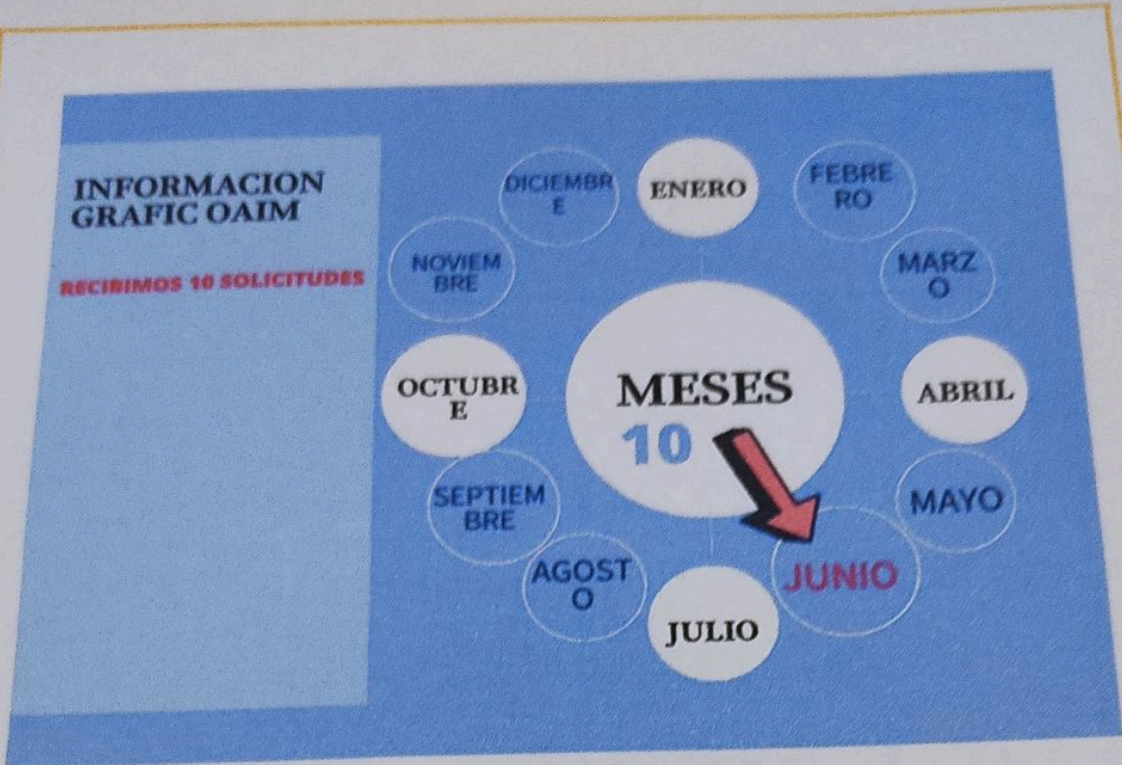 INFORMACION
GRAFIC OAIM
RECIBIMOS 10 SOLICITUDES
MESES
10
ENERO
FEBRE
RO
MARZ
O
ABRIL
MAYO
JUNIO
JULIO
AGOST
O
SEPTIEM
BRE
OCTUBR
E
NOVIEM
BRE
DICIEMBR
E